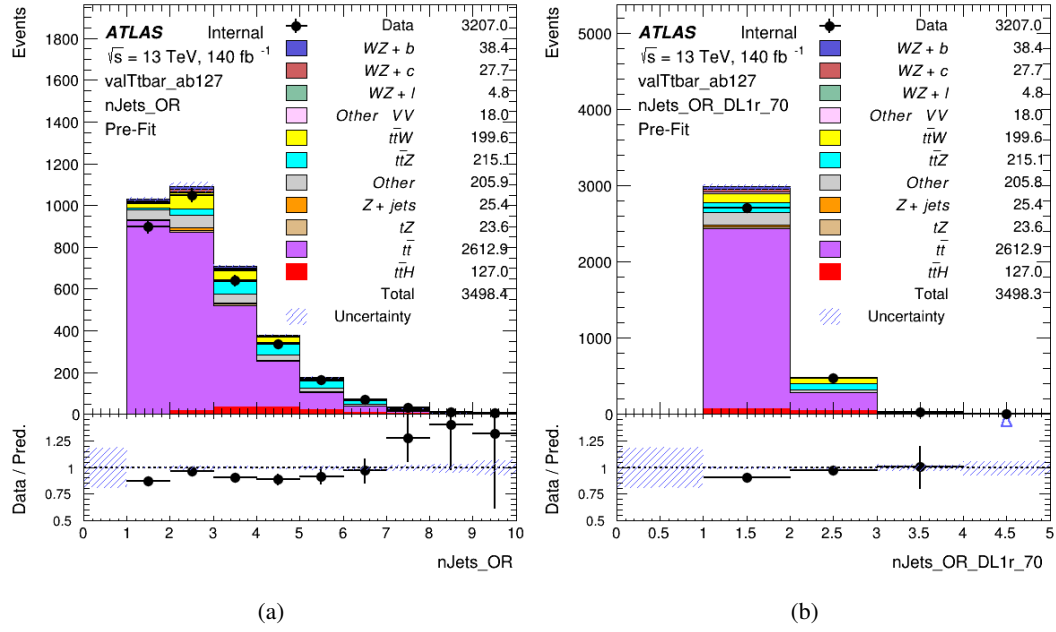 Events
1800
1600
1400
1200
1000
800
600
400
200
0
ATLAS Internal
√s = 13 TeV, 140 fb -1
valTtbar_ab127
nJets_OR
Pre-Fit
Data 3207.0
WZ + b 38.4
WZ + c 27.7
WZ + l 4.8
Other VV 18.0
tt̄W 199.6
tt̄Z 215.1
Other 205.9
Z + jets 25.4
tZ 23.6
tt̄ 2612.9
tt̄H 127.0
Total 3498.4
Uncertainty
Data / Pred.
1.25
1
0.75
0.5
0 1 2 3 4 5 6 7 8 9 10
nJets_OR
(a)
Events
5000
4000
3000
2000
1000
0
ATLAS Internal
√s = 13 TeV, 140 fb -1
valTtbar_ab127
nJets_OR_DL1r_70
Pre-Fit
Data 3207.0
WZ + b 38.4
WZ + c 27.7
WZ + l 4.8
Other VV 18.0
tt̄W 199.6
tt̄Z 215.1
Other 205.8
Z + jets 25.4
tZ 23.6
tt̄ 2612.9
tt̄H 127.0
Total 3498.3
Uncertainty
Data / Pred.
1.25
1
0.75
0.5
0 0.5 1 1.5 2 2.5 3 3.5 4 4.5 5
nJets_OR_DL1r_70
(b)